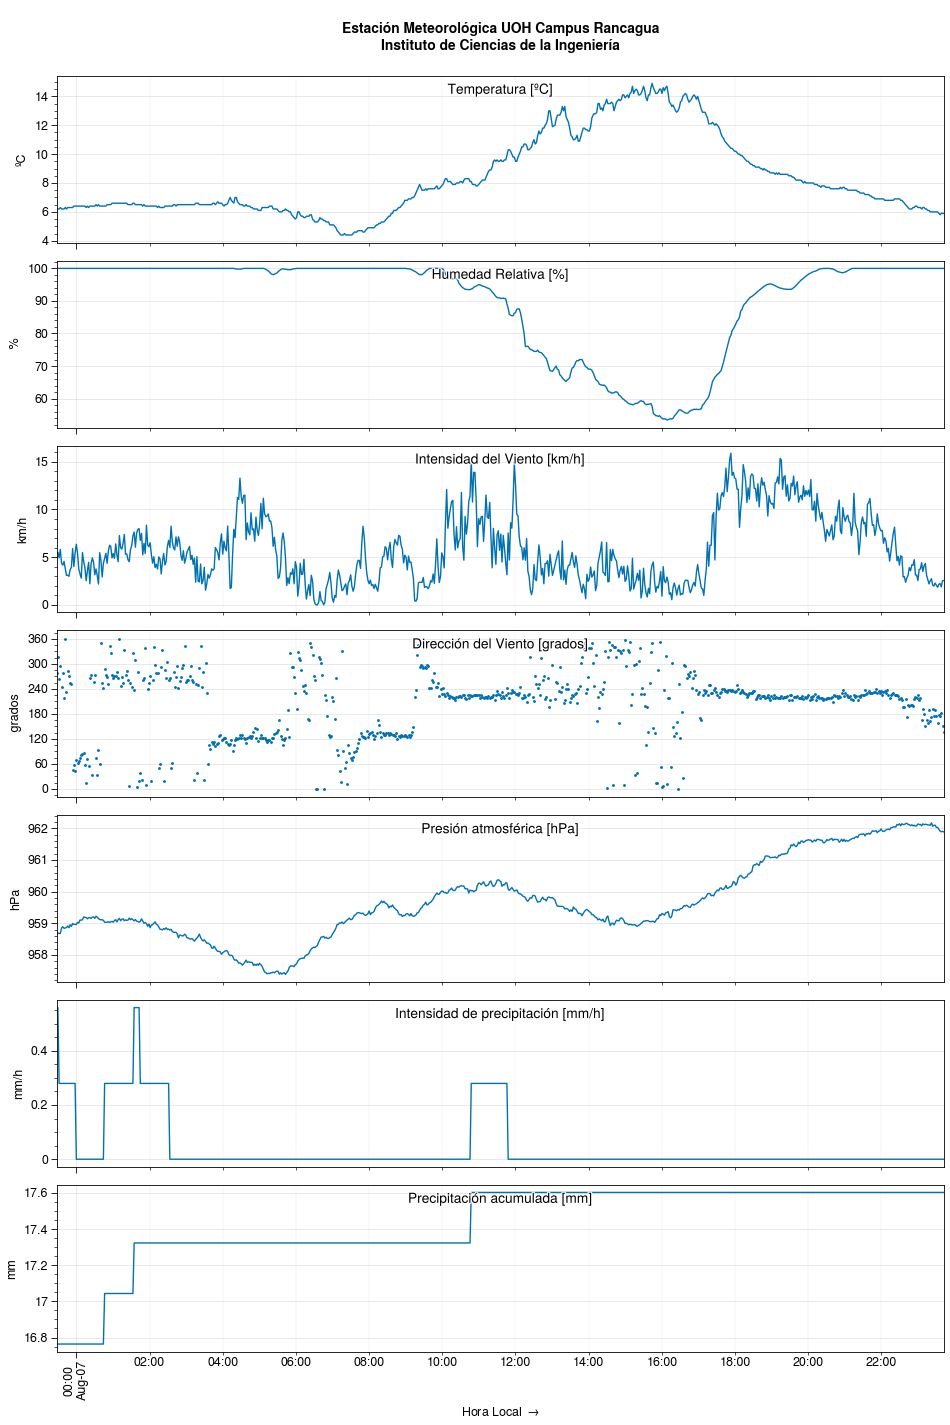 Estación Meteorológica UOH Campus Rancagua
Instituto de Ciencias de la Ingeniería
Temperatura [ºC]
ºC
14
12
10
8
6
4
Humedad Relativa [%]
%
100
90
80
70
60
Intensidad del Viento [km/h]
km/h
15
10
5
0
Dirección del Viento [grados]
grados
360
300
240
180
120
60
0
Presión atmosférica [hPa]
hPa
962
961
960
959
958
Intensidad de precipitación [mm/h]
mm/h
0.4
0.2
0
Precipitación acumulada [mm]
mm
17.6
17.4
17.2
17
16.8
00:00
Aug-07
02:00
04:00
06:00
08:00
10:00
12:00
14:00
16:00
18:00
20:00
22:00
Hora Local →